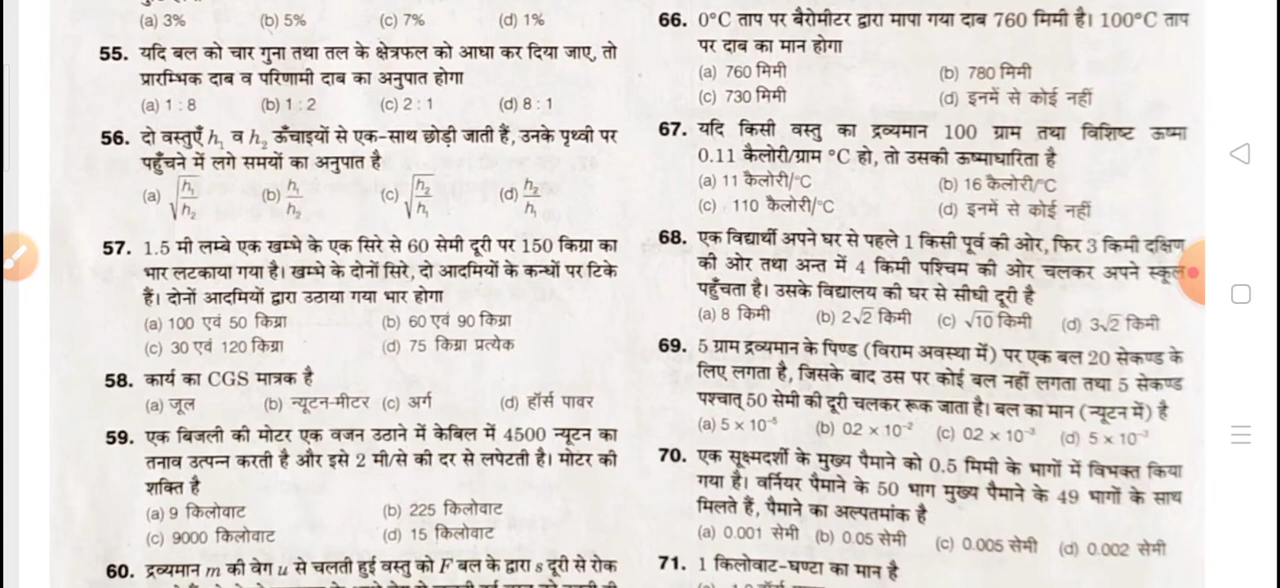 (a) 3% (b) 5% (c) 7% (d) 1%
55. यदि बल को चार गुना तथा तल के क्षेत्रफल को आधा कर दिया जाए, तो
प्रारम्भिक दाब व परिणामी दाब का अनुपात होगा
(a) 1 : 8 (b) 1 : 2 (c) 2 : 1 (d) 8 : 1
56. दो वस्तुएँ h₁ व h₂ ऊँचाइयों से एक-साथ छोड़ी जाती हैं, उनके पृथ्वी पर
पहुँचने में लगे समयों का अनुपात है
(a) √(h₁/h₂) (b) h₁/h₂ (c) √(h₂/h₁) (d) h₂/h₁
57. 1.5 मी लम्बे एक खम्भे के एक सिरे से 60 सेमी दूरी पर 150 किग्रा का
भार लटकाया गया है। खम्भे के दोनों सिरे, दो आदमियों के कन्धों पर टिके
हैं। दोनों आदमियों द्वारा उठाया गया भार होगा
(a) 100 एवं 50 किग्रा (b) 60 एवं 90 किग्रा
(c) 30 एवं 120 किग्रा (d) 75 किग्रा प्रत्येक
58. कार्य का CGS मात्रक है
(a) जूल (b) न्यूटन-मीटर (c) अर्ग (d) हॉर्स पावर
59. एक बिजली की मोटर एक वजन उठाने में केबिल में 4500 न्यूटन का
तनाव उत्पन्न करती है और इसे 2 मी/से की दर से लपेटती है। मोटर की
शक्ति है
(a) 9 किलोवाट (b) 225 किलोवाट
(c) 9000 किलोवाट (d) 15 किलोवाट
60. द्रव्यमान m की वेग u से चलती हुई वस्तु को F बल के द्वारा s दूरी से रोक
66. 0°C ताप पर बैरोमीटर द्वारा मापा गया दाब 760 मिमी है। 100°C ताप
पर दाब का मान होगा
(a) 760 मिमी (b) 780 मिमी
(c) 730 मिमी (d) इनमें से कोई नहीं
67. यदि किसी वस्तु का द्रव्यमान 100 ग्राम तथा विशिष्ट ऊष्मा
0.11 कैलोरी/ग्राम °C हो, तो उसकी ऊष्माधारिता है
(a) 11 कैलोरी/°C (b) 16 कैलोरी/°C
(c) 110 कैलोरी/°C (d) इनमें से कोई नहीं
68. एक विद्यार्थी अपने घर से पहले 1 किसी पूर्व की ओर, फिर 3 किमी दक्षिण
की ओर तथा अन्त में 4 किमी पश्चिम की ओर चलकर अपने स्कूल
पहुँचता है। उसके विद्यालय की घर से सीधी दूरी है
(a) 8 किमी (b) 2√2 किमी (c) √10 किमी (d) 3√2 किमी
69. 5 ग्राम द्रव्यमान के पिण्ड (विराम अवस्था में) पर एक बल 20 सेकण्ड के
लिए लगता है, जिसके बाद उस पर कोई बल नहीं लगता तथा 5 सेकण्ड
पश्चात् 50 सेमी की दूरी चलकर रूक जाता है। बल का मान (न्यूटन में) है
(a) 5 × 10⁻⁵ (b) 02 × 10⁻² (c) 02 × 10⁻³ (d) 5 × 10⁻³
70. एक सूक्ष्मदर्शी के मुख्य पैमाने को 0.5 मिमी के भागों में विभक्त किया
गया है। वर्नियर पैमाने के 50 भाग मुख्य पैमाने के 49 भागों के साथ
मिलते हैं, पैमाने का अल्पतमांक है
(a) 0.001 सेमी (b) 0.05 सेमी (c) 0.005 सेमी (d) 0.002 सेमी
71. 1 किलोवाट-घण्टा का मान है